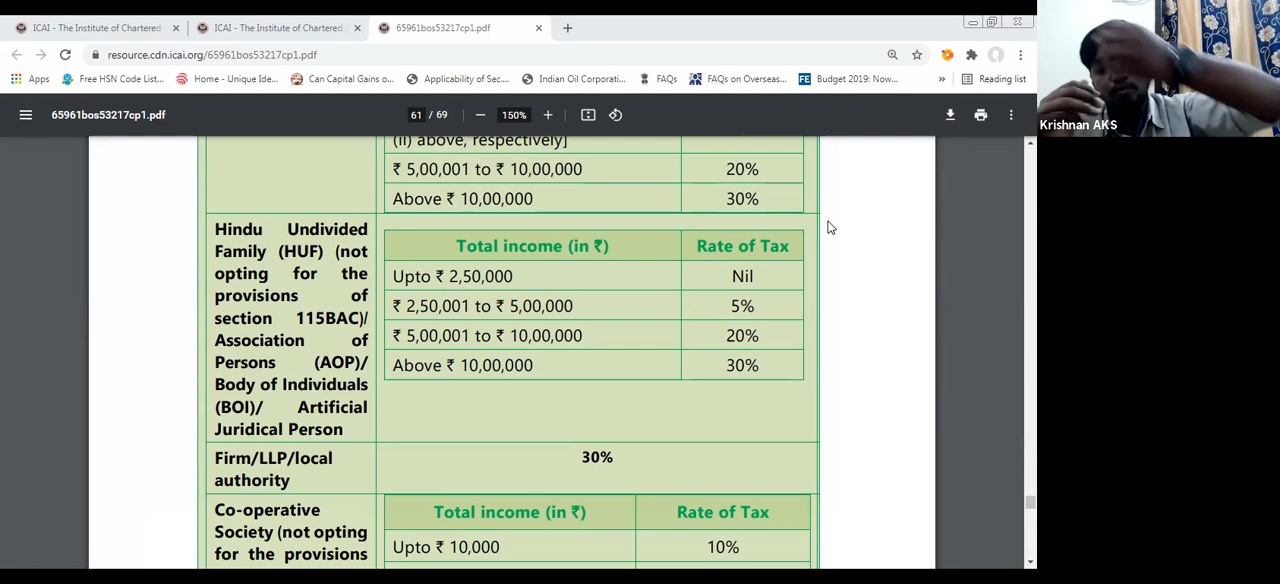 ICAI - The Institute of Chartered
ICAI - The Institute of Chartered
65961bos53217cp1.pdf
resource.cdn.icai.org/65961bos53217cp1.pdf
Apps
Free HSN Code List...
Home - Unique Ide...
Can Capital Gains o...
Applicability of Sec...
Indian Oil Corporati...
FAQs
FAQs on Overseas...
FE Budget 2019: Now...
»
Reading list
65961bos53217cp1.pdf
61 / 69
150%
Krishnan AKS
(ii) above, respectively]
₹ 5,00,001 to ₹ 10,00,000 20%
Above ₹ 10,00,000 30%
Hindu Undivided
Family (HUF) (not
opting for the
provisions of
section 115BAC)/
Association of
Persons (AOP)/
Body of Individuals
(BOI)/ Artificial
Juridical Person
Total income (in ₹) Rate of Tax
Upto ₹ 2,50,000 Nil
₹ 2,50,001 to ₹ 5,00,000 5%
₹ 5,00,001 to ₹ 10,00,000 20%
Above ₹ 10,00,000 30%
Firm/LLP/local
authority
30%
Co-operative
Society (not opting
for the provisions
Total income (in ₹) Rate of Tax
Upto ₹ 10,000 10%